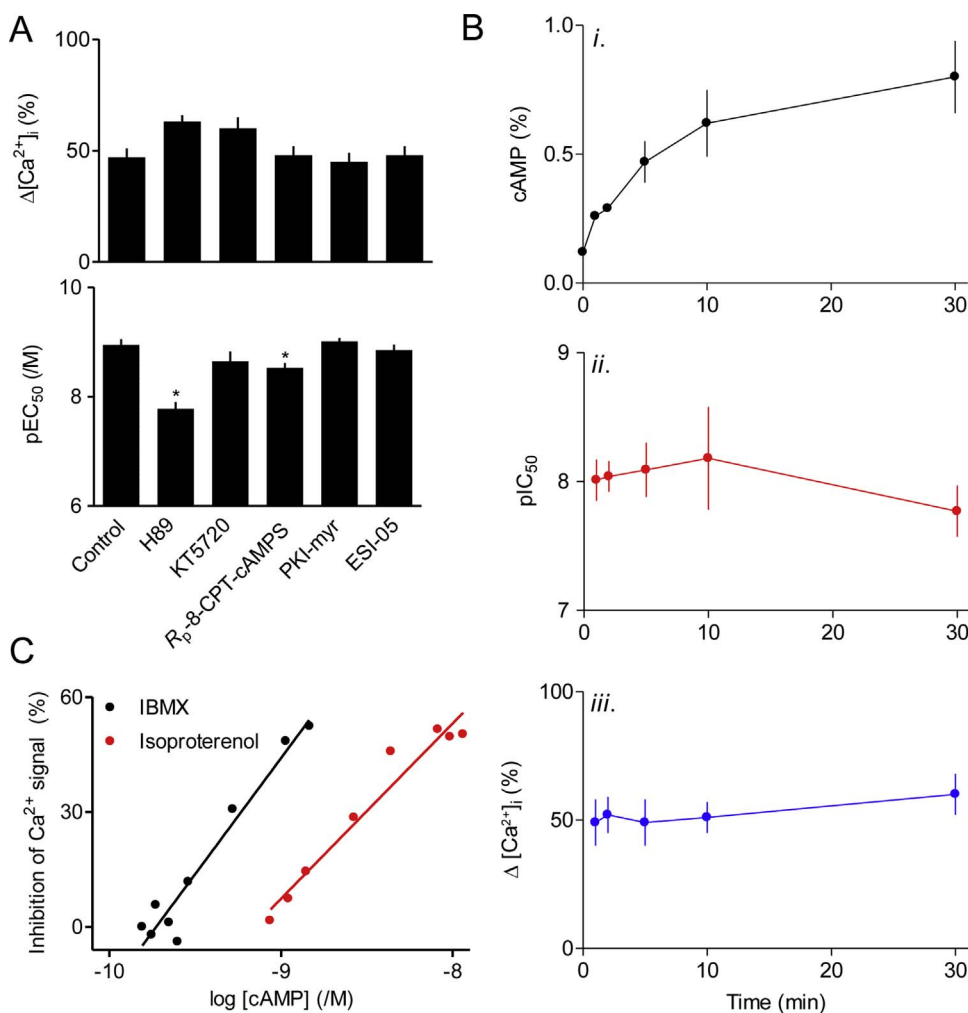 A
Δ[Ca²⁺]ᵢ (%)
100
50
0
pEC₅₀ (/M)
10
8
6
*
*
Control
H89
KT5720
Rₚ-8-CPT-cAMPS
PKI-myr
ESI-05
B
i.
cAMP (%)
1.0
0.5
0.0
0
10
20
30
ii.
pIC₅₀
9
8
7
0
10
20
30
iii.
Δ [Ca²⁺]ᵢ (%)
100
50
0
0
10
20
30
Time (min)
C
Inhibition of Ca²⁺ signal (%)
60
30
0
IBMX
Isoproterenol
-10
-9
-8
log [cAMP] (/M)